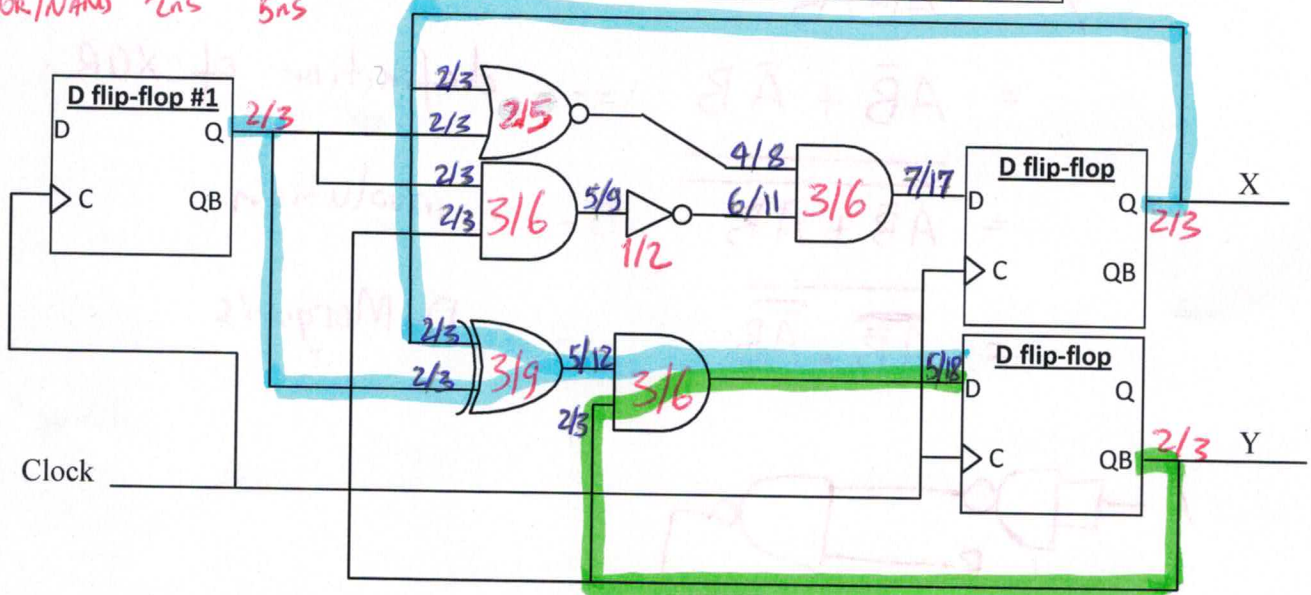 OR/NAND 2ns 5ns
D flip-flop #1
D Q
C QB
2/3
2/3
2/3
2/5
2/3
2/3
3/6
5/9
1/2
4/8
6/11
3/6
7/17
D flip-flop
D Q
C QB
2/3
X
2/3
2/3
3/9
5/12
2/3
3/6
5/18
D flip-flop
D Q
C QB
2/3
Y
Clock